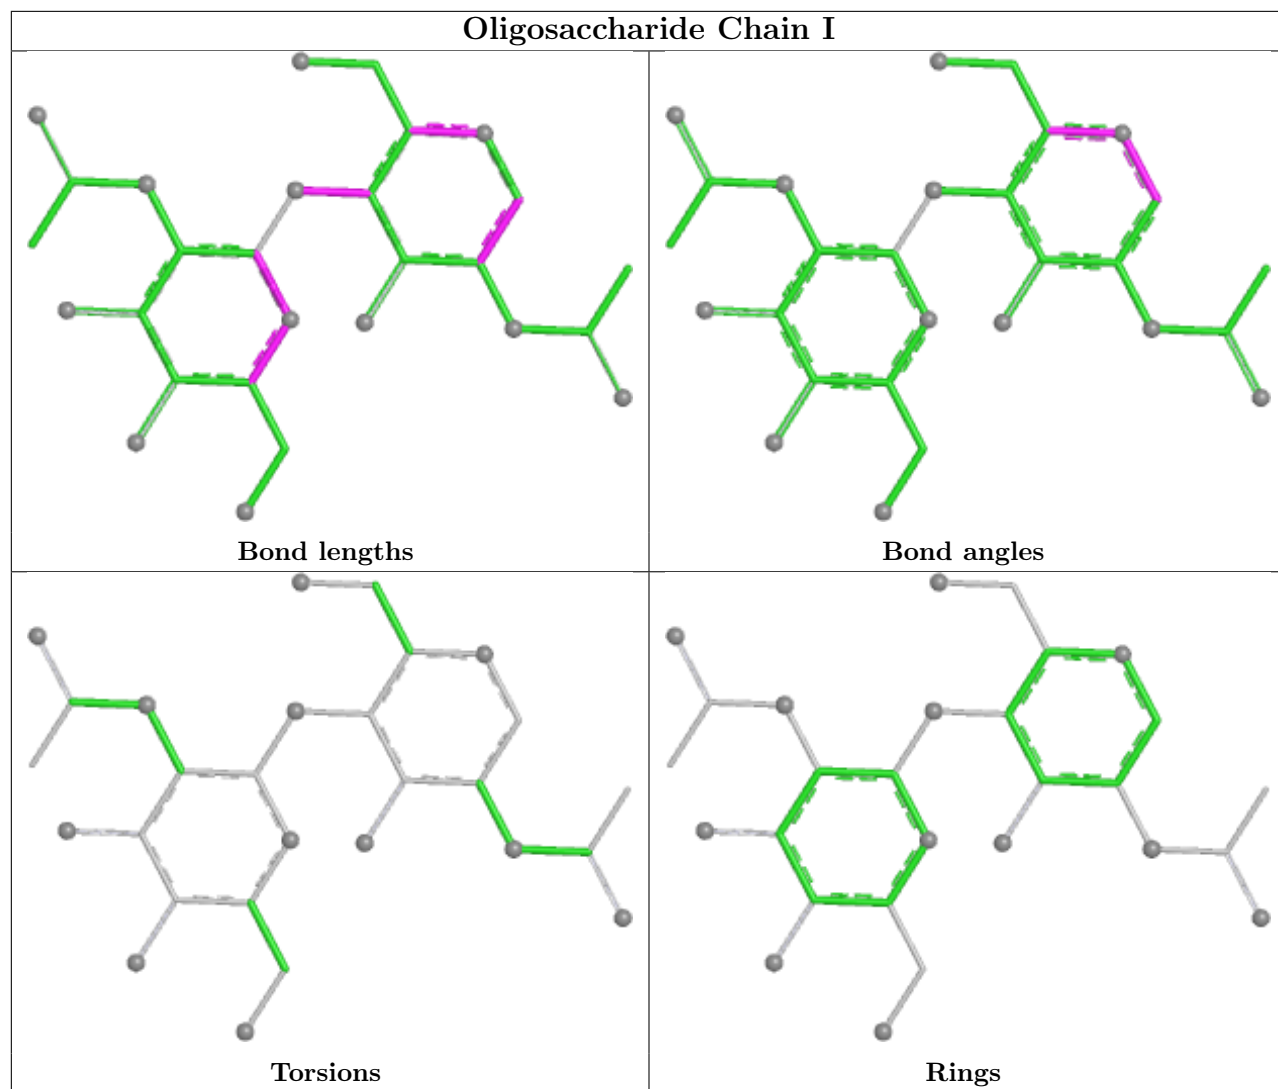 Oligosaccharide Chain I
Bond lengths
Bond angles
Torsions
Rings